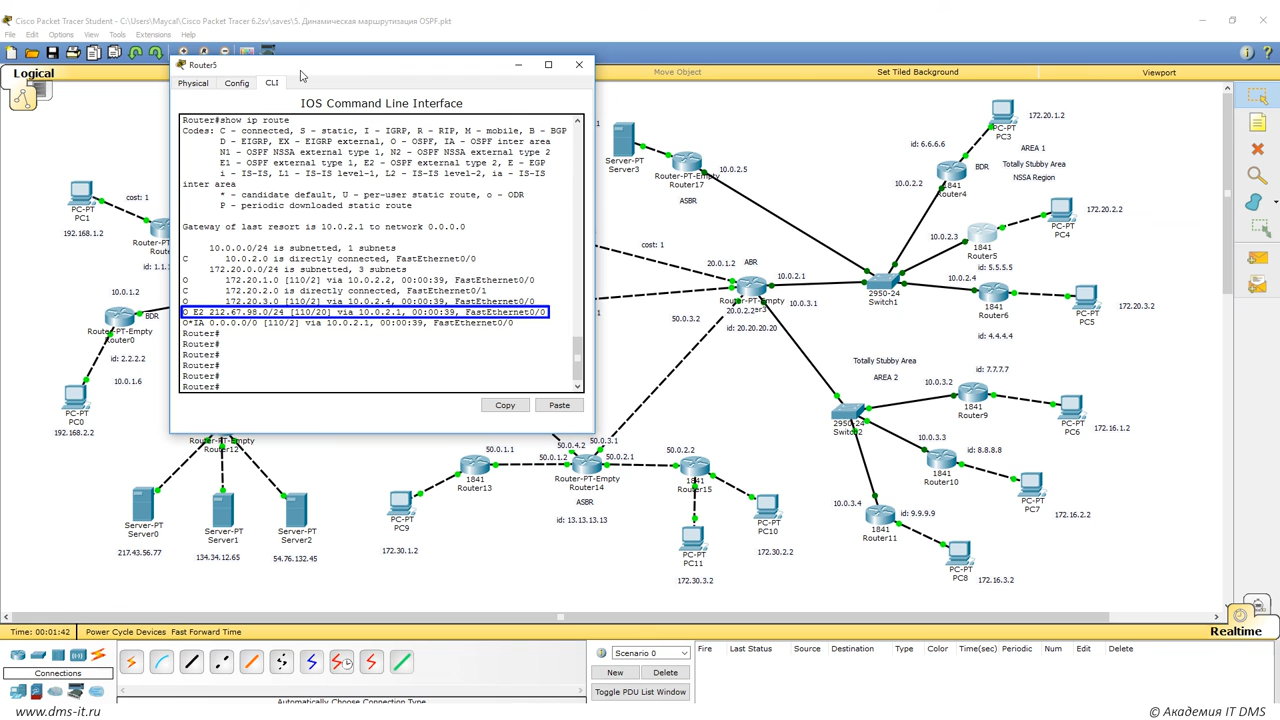 Cisco Packet Tracer Student - C:\Users\Maycal\Cisco Packet Tracer 6.2sv\saves\5. Динамическая маршрутизация OSPF.pkt
File Edit Options View Tools Extensions Help
Logical
Move Object
Set Tiled Background
Viewport
Router5
Physical
Config
CLI
IOS Command Line Interface
Router#show ip route
Codes: C - connected, S - static, I - IGRP, R - RIP, M - mobile, B - BGP
D - EIGRP, EX - EIGRP external, O - OSPF, IA - OSPF inter area
N1 - OSPF NSSA external type 1, N2 - OSPF NSSA external type 2
E1 - OSPF external type 1, E2 - OSPF external type 2, E - EGP
i - IS-IS, L1 - IS-IS level-1, L2 - IS-IS level-2, ia - IS-IS
inter area
* - candidate default, U - per-user static route, o - ODR
P - periodic downloaded static route
Gateway of last resort is 10.0.2.1 to network 0.0.0.0
10.0.0.0/24 is subnetted, 1 subnets
C 10.0.2.0 is directly connected, FastEthernet0/0
172.20.0.0/24 is subnetted, 3 subnets
O 172.20.1.0 [110/2] via 10.0.2.2, 00:00:39, FastEthernet0/0
C 172.20.2.0 is directly connected, FastEthernet0/1
O 172.20.3.0 [110/2] via 10.0.2.4, 00:00:39, FastEthernet0/0
O E2 212.67.98.0/24 [110/20] via 10.0.2.1, 00:00:39, FastEthernet0/0
O*IA 0.0.0.0/0 [110/2] via 10.0.2.1, 00:00:39, FastEthernet0/0
Router#
Router#
Router#
Router#
Router#
Router#
Copy
Paste
PC-PT
PC1
cost: 1
192.168.1.2
id: 1.1.1
10.0.1.2
BDR
Router-PT-Empty
Router0
id: 2.2.2.2
10.0.1.6
PC-PT
PC0
192.168.2.2
Router-PT-Empty
Router12
Server-PT
Server0
217.43.56.77
Server-PT
Server1
134.34.12.65
Server-PT
Server2
54.76.132.45
Server-PT
Server3
Router-PT-Empty
Router17
ASBR
10.0.2.5
cost: 1
20.0.1.2
ABR
10.0.2.1
Router-PT-Empty
20.0.2.2
10.0.3.1
50.0.3.2
id: 20.20.20.20
172.20.1.2
PC-PT
PC3
id: 6.6.6.6
AREA 1
BDR
Totally Stubby Area
NSSA Region
10.0.2.2
1841
Router4
172.20.2.2
PC-PT
PC4
10.0.2.3
1841
Router5
id: 5.5.5.5
10.0.2.4
2950-24
Switch1
1841
Router6
id: 4.4.4.4
PC-PT
PC5
172.20.3.2
Totally Stubby Area
AREA 2
id: 7.7.7.7
10.0.3.2
1841
Router9
PC-PT
PC6
172.16.1.2
2950-24
10.0.3.3
id: 8.8.8.8
1841
Router10
PC-PT
PC7
172.16.2.2
10.0.3.4
id: 9.9.9.9
1841
Router11
PC-PT
PC8
172.16.3.2
50.0.1.1
50.0.4.2
50.0.3.1
50.0.1.2
50.0.2.1
50.0.2.2
1841
Router13
Router-PT-Empty
Router14
ASBR
id: 13.13.13.13
1841
Router15
PC-PT
PC9
172.30.1.2
PC-PT
PC10
172.30.2.2
PC-PT
PC11
172.30.3.2
Time: 00:01:42
Power Cycle Devices Fast Forward Time
Realtime
Connections
Automatically Choose Connection Type
Scenario 0
New
Delete
Toggle PDU List Window
Fire Last Status Source Destination Type Color Time(sec) Periodic Num Edit Delete
www.dms-it.ru
© Академия IT DMS